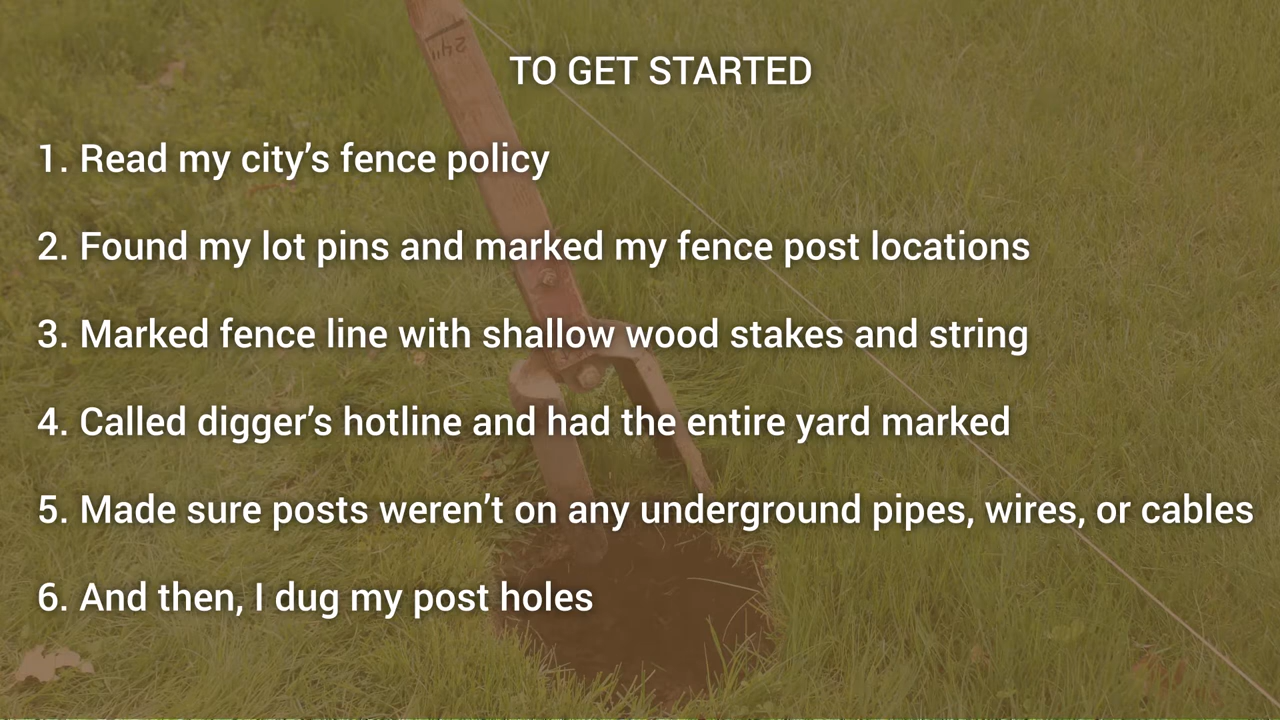 24"
TO GET STARTED
1. Read my city’s fence policy
2. Found my lot pins and marked my fence post locations
3. Marked fence line with shallow wood stakes and string
4. Called digger’s hotline and had the entire yard marked
5. Made sure posts weren’t on any underground pipes, wires, or cables
6. And then, I dug my post holes